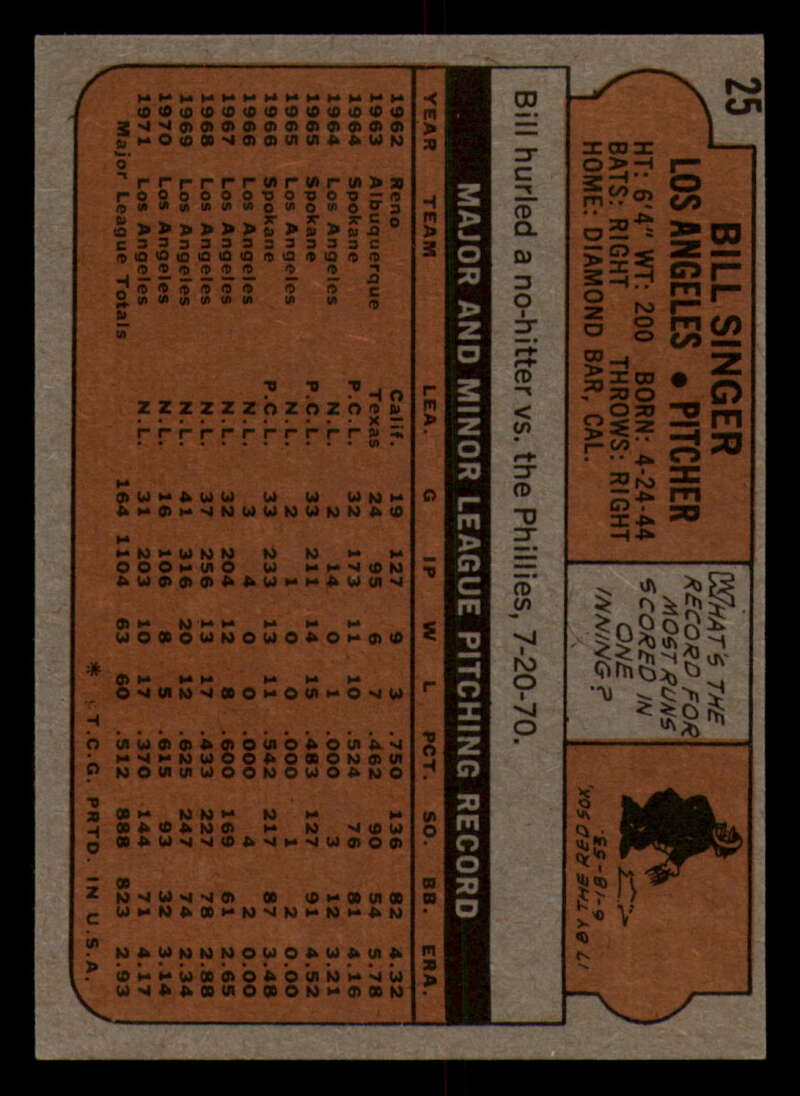 25
BILL SINGER
LOS ANGELES • PITCHER
HT: 6'4" WT: 200 BORN: 4-24-44
BATS: RIGHT THROWS: RIGHT
HOME: DIAMOND BAR, CAL.
WHAT'S THE
RECORD FOR
MOST RUNS
SCORED IN
ONE
INNING?
17 BY THE RED SOX,
6-18-53.
Bill hurled a no-hitter vs. the Phillies, 7-20-70.
MAJOR AND MINOR LEAGUE PITCHING RECORD
YEAR TEAM LEA. G IP W L PCT. SO. BB. ERA.
1962 Reno Calif. 19 127 9 3 .750 136 82 4.32
1963 Albuquerque Texas 24 95 6 7 .462 90 54 5.78
1964 Spokane P.C.L. 32 173 11 10 .524 76 81 4.16
1964 Los Angeles N.L. 2 14 0 1 .000 3 12 3.21
1965 Spokane P.C.L. 33 211 14 15 .483 127 91 4.52
1965 Los Angeles N.L. 2 1 0 0 .000 1 2 0.00
1966 Spokane P.C.L. 33 233 13 11 .542 217 87 3.48
1966 Los Angeles N.L. 3 4 0 0 .000 4 2 0.00
1967 Los Angeles N.L. 32 204 12 8 .600 169 61 2.65
1968 Los Angeles N.L. 37 256 13 17 .433 227 78 2.88
1969 Los Angeles N.L. 41 316 20 12 .625 247 74 2.34
1970 Los Angeles N.L. 16 106 8 5 .615 93 32 3.14
1971 Los Angeles N.L. 31 203 10 17 .370 144 71 4.17
Major League Totals 164 1104 63 60 .512 888 823 2.93
* T.C.G. PRTD. IN U.S.A.